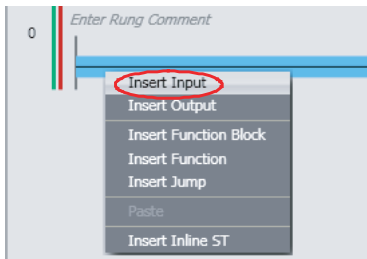 Enter Rung Comment
0
Insert Input
Insert Output
Insert Function Block
Insert Function
Insert Jump
Paste
Insert Inline ST